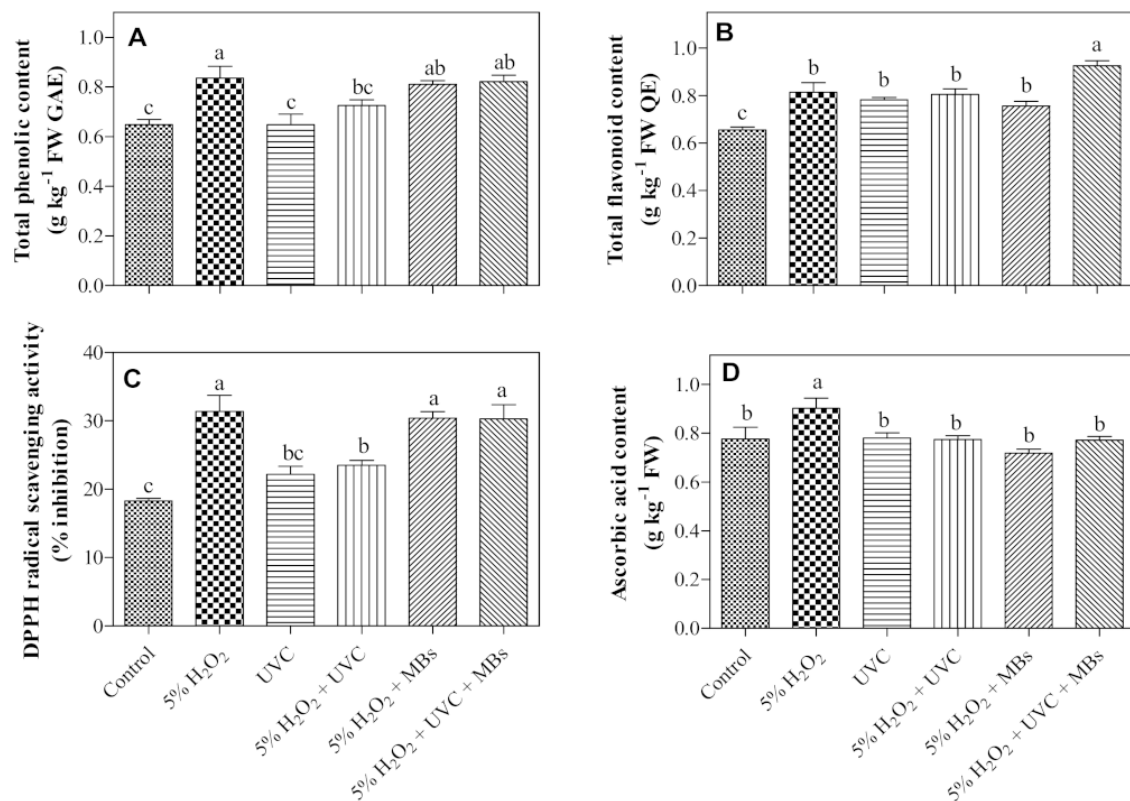 A
Total phenolic content
(g kg⁻¹ FW GAE)
1.0
0.8
0.6
0.4
0.2
0.0
c
a
c
bc
ab
ab
B
Total flavonoid content
(g kg⁻¹ FW QE)
1.0
0.8
0.6
0.4
0.2
0.0
c
b
b
b
b
a
C
DPPH radical scavenging activity
(% inhibition)
40
30
20
10
0
c
a
bc
b
a
a
Control
5% H₂O₂
UVC
5% H₂O₂ + UVC
5% H₂O₂ + MBs
5% H₂O₂ + UVC + MBs
D
Ascorbic acid content
(g kg⁻¹ FW)
1.0
0.8
0.6
0.4
0.2
0.0
b
a
b
b
b
b
Control
5% H₂O₂
UVC
5% H₂O₂ + UVC
5% H₂O₂ + MBs
5% H₂O₂ + UVC + MBs